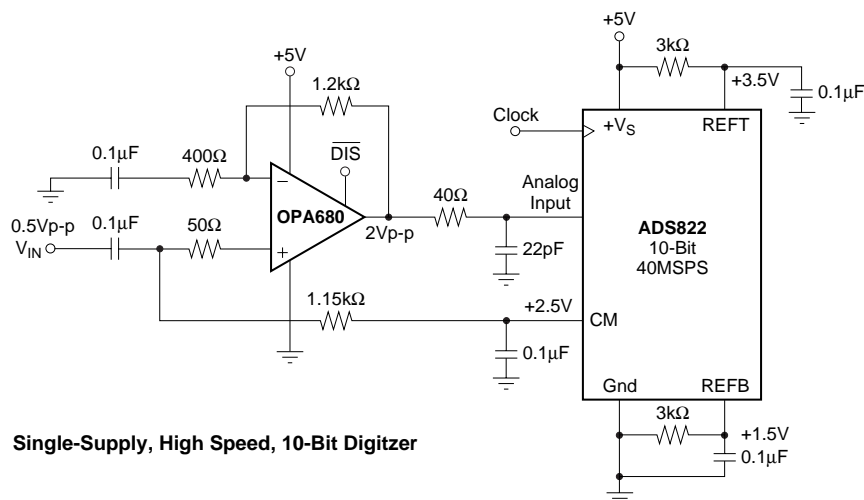 +5V
+5V
3kΩ
+3.5V
0.1µF
1.2kΩ
Clock
+VS
REFT
DIS
0.1µF
400Ω
−
OPA680
+
40Ω
Analog
Input
ADS822
10-Bit
40MSPS
0.5Vp-p
VIN
0.1µF
50Ω
2Vp-p
22pF
1.15kΩ
+2.5V
CM
0.1µF
Gnd
REFB
3kΩ
+1.5V
0.1µF
Single-Supply, High Speed, 10-Bit Digitzer